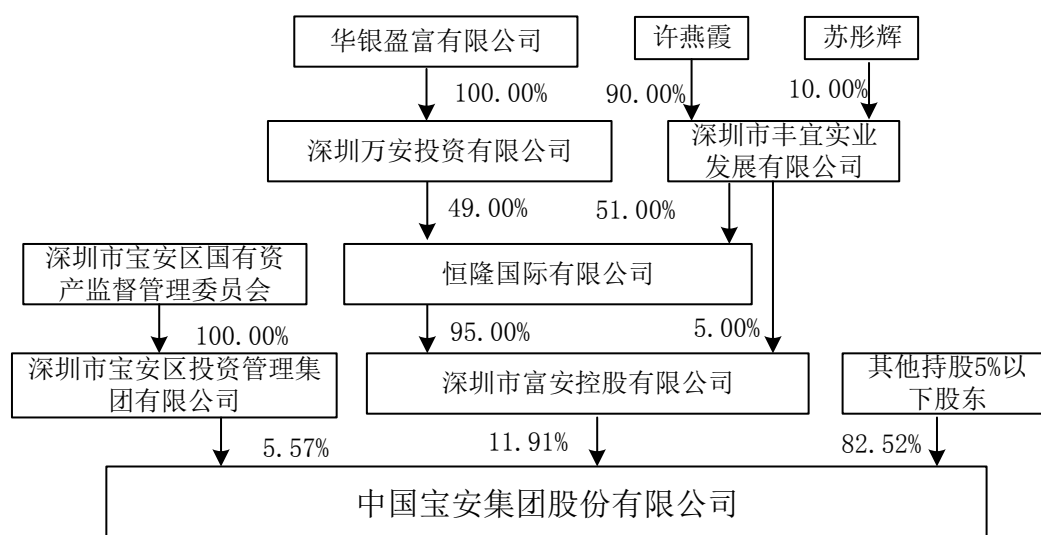 华银盈富有限公司
许燕霞
苏彤辉
100.00%
90.00%
10.00%
深圳万安投资有限公司
深圳市丰宜实业
发展有限公司
49.00%
51.00%
深圳市宝安区国有资
产监督管理委员会
恒隆国际有限公司
100.00%
95.00%
5.00%
深圳市宝安区投资管理集
团有限公司
深圳市富安控股有限公司
其他持股5%以
下股东
5.57%
11.91%
82.52%
中国宝安集团股份有限公司